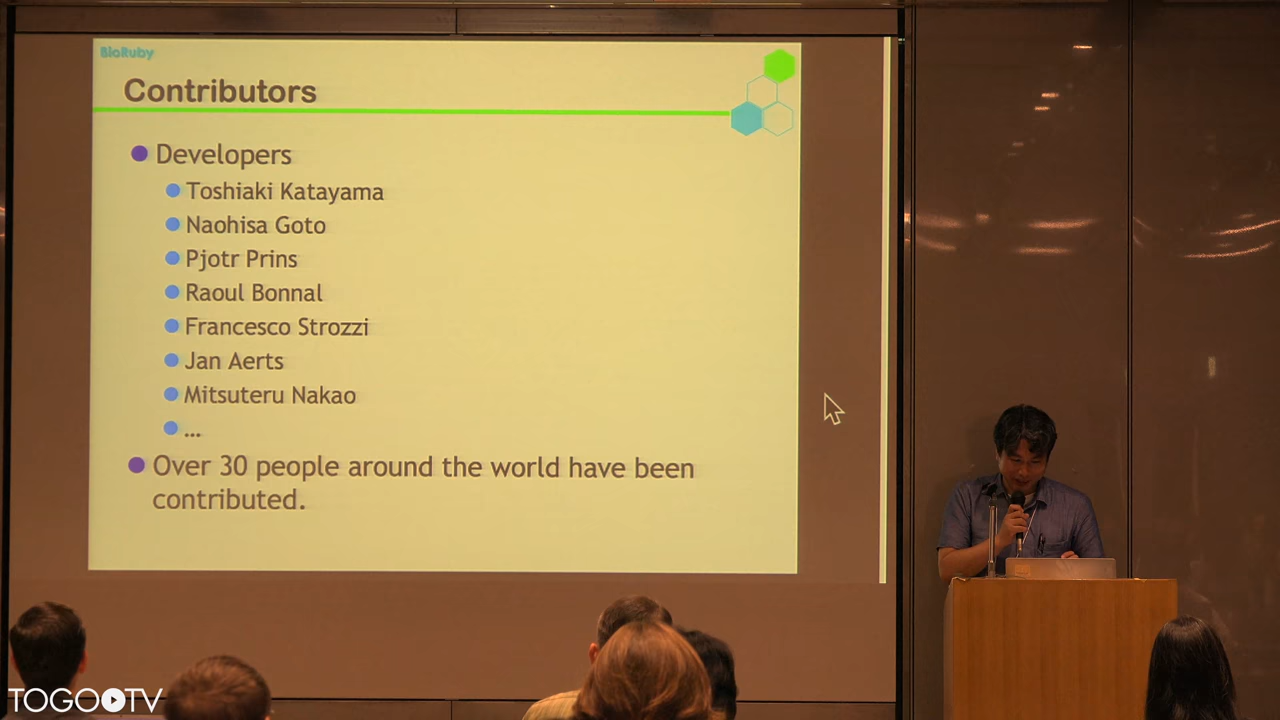 BioRuby
Contributors
Developers
Toshiaki Katayama
Naohisa Goto
Pjotr Prins
Raoul Bonnal
Francesco Strozzi
Jan Aerts
Mitsuteru Nakao
...
Over 30 people around the world have been
contributed.
TOGO TV